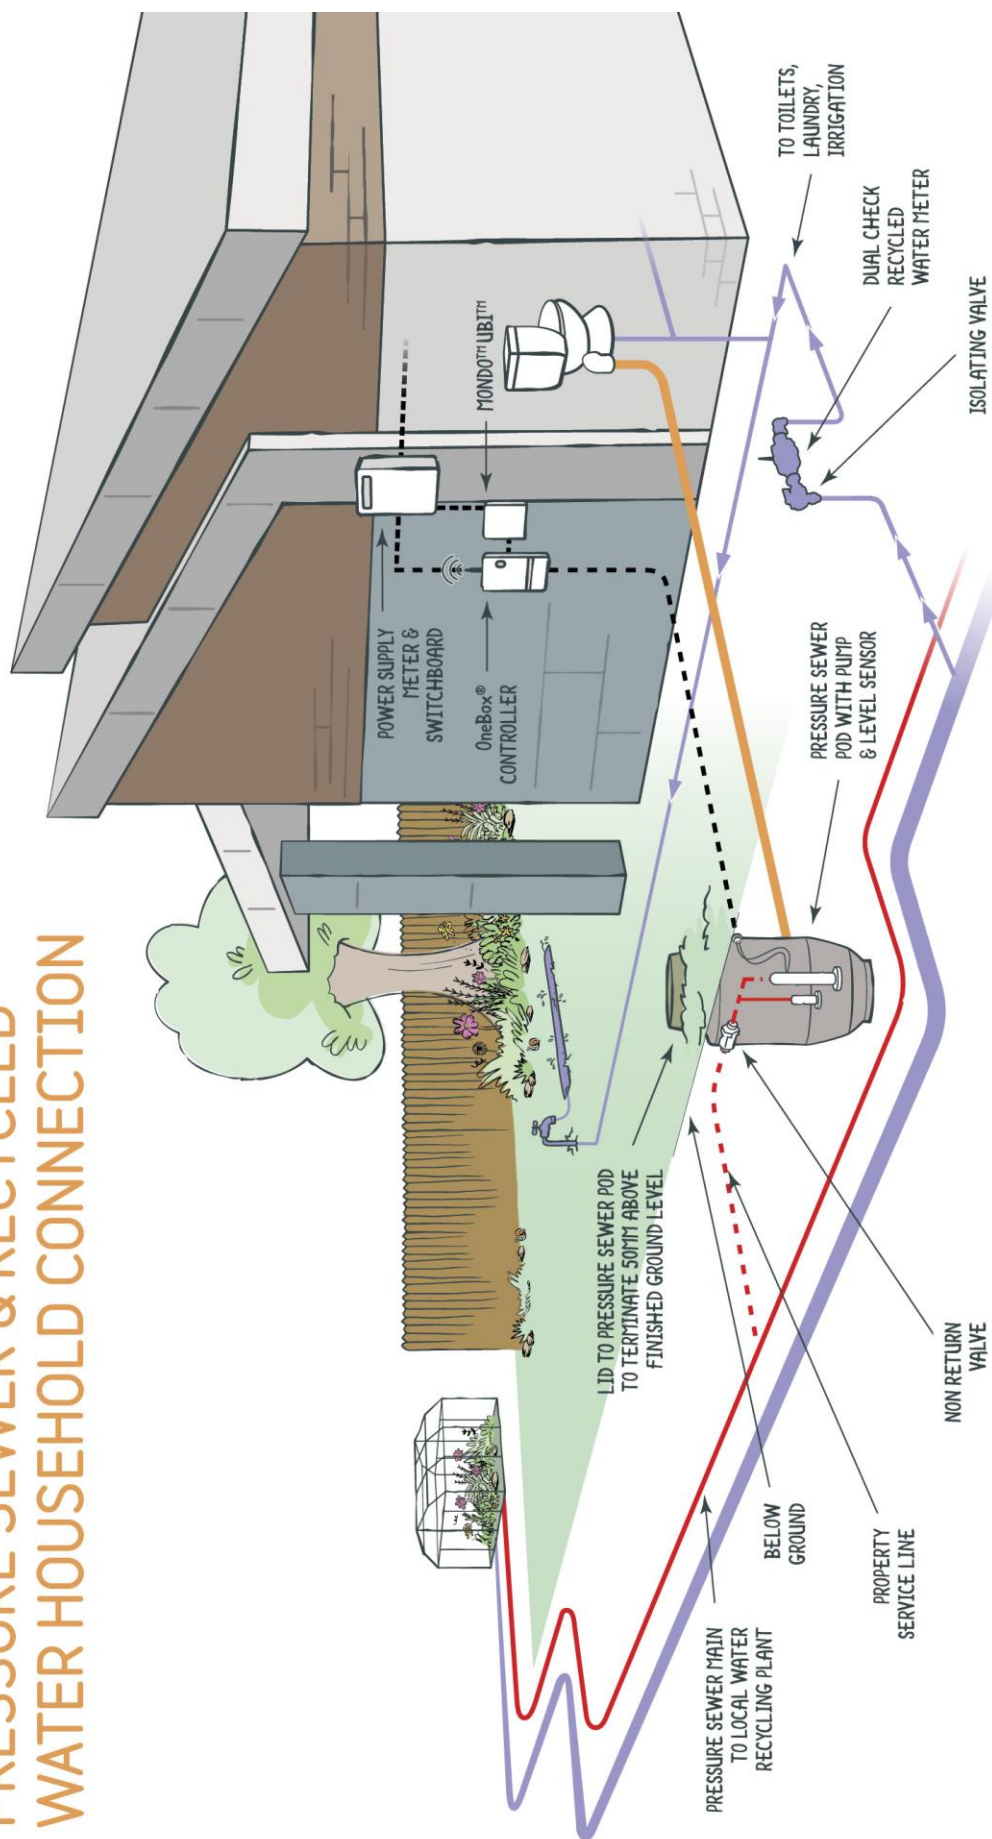 PRESSURE SEWER & RECYCLED
WATER HOUSEHOLD CONNECTION
POWER SUPPLY
METER &
SWITCHBOARD
OneBox®
CONTROLLER
MONDO™ UBI™
TO TOILETS,
LAUNDRY,
IRRIGATION
DUAL CHECK
RECYCLED
WATER METER
ISOLATING VALVE
LID TO PRESSURE SEWER POD
TO TERMINATE 50MM ABOVE
FINISHED GROUND LEVEL
PRESSURE SEWER
POD WITH PUMP
& LEVEL SENSOR
PRESSURE SEWER MAIN
TO LOCAL WATER
RECYCLING PLANT
BELOW
GROUND
PROPERTY
SERVICE LINE
NON RETURN
VALVE